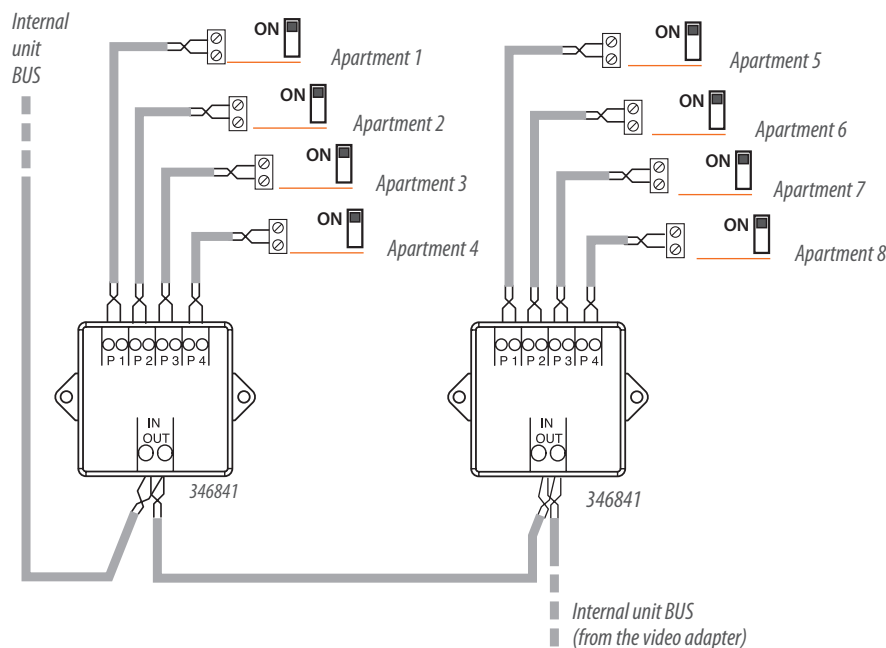 Internal
unit
BUS
ON
Apartment 1
ON
Apartment 2
ON
Apartment 3
ON
Apartment 4
P 1 P 2 P 3 P 4
IN
OUT
346841
ON
Apartment 5
ON
Apartment 6
ON
Apartment 7
ON
Apartment 8
P 1 P 2 P 3 P 4
IN
OUT
346841
Internal unit BUS
(from the video adapter)